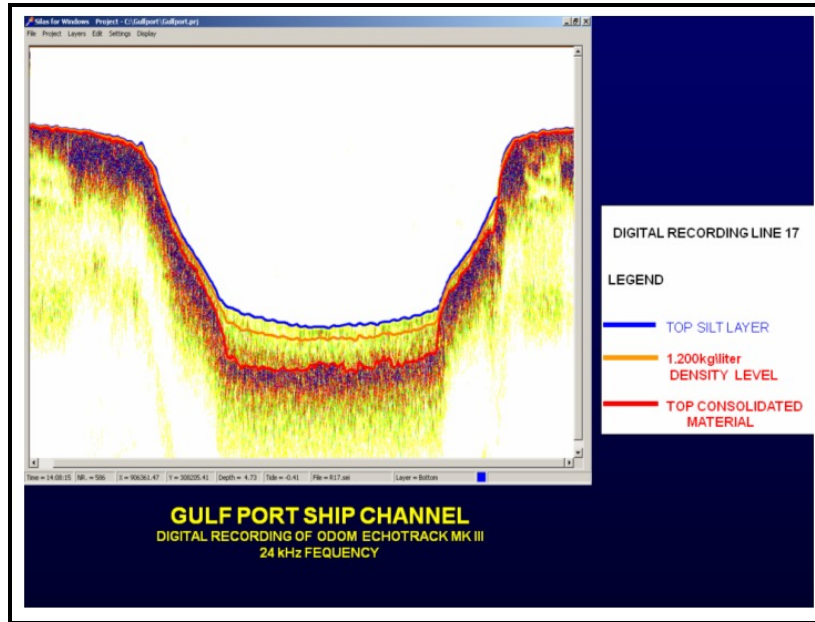 Silas for Windows Project - C:\Gulfport\Gulfport.prj
File Project Layers Edit Settings Display
DIGITAL RECORDING LINE 17
LEGEND
TOP SILT LAYER
1.200kg\liter
DENSITY LEVEL
TOP CONSOLIDATED
MATERIAL
Time = 14:08:15 NR. = 586 X = 906361.47 Y = 308205.41 Depth = 4.73 Tide = -0.41 File = R17.sei Layer = Bottom
GULF PORT SHIP CHANNEL
DIGITAL RECORDING OF ODOM ECHOTRACK MK III
24 kHz FEQUENCY